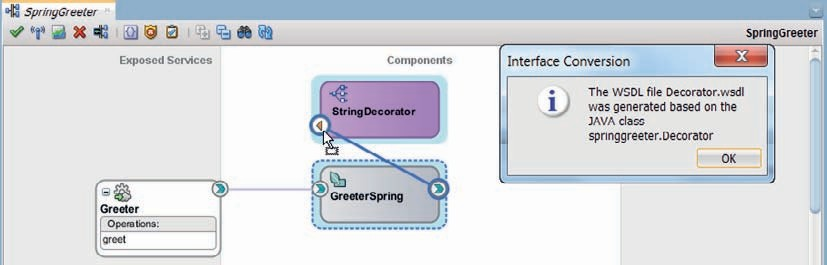 SpringGreeter
SpringGreeter
Exposed Services
Components
Interface Conversion
The WSDL file Decorator.wsdl
was generated based on the
JAVA class
springgreeter.Decorator
OK
StringDecorator
GreeterSpring
Greeter
Operations:
greet